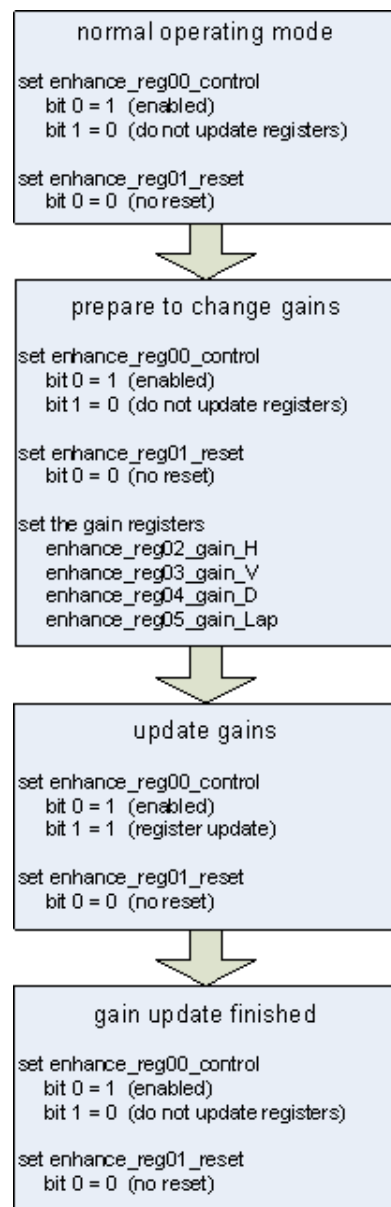 normal operating mode
set enhance_reg00_control
bit 0 = 1 (enabled)
bit 1 = 0 (do not update registers)
set enhance_reg01_reset
bit 0 = 0 (no reset)
prepare to change gains
set enhance_reg00_control
bit 0 = 1 (enabled)
bit 1 = 0 (do not update registers)
set enhance_reg01_reset
bit 0 = 0 (no reset)
set the gain registers
enhance_reg02_gain_H
enhance_reg03_gain_V
enhance_reg04_gain_D
enhance_reg05_gain_Lap
update gains
set enhance_reg00_control
bit 0 = 1 (enabled)
bit 1 = 1 (register update)
set enhance_reg01_reset
bit 0 = 0 (no reset)
gain update finished
set enhance_reg00_control
bit 0 = 1 (enabled)
bit 1 = 0 (do not update registers)
set enhance_reg01_reset
bit 0 = 0 (no reset)